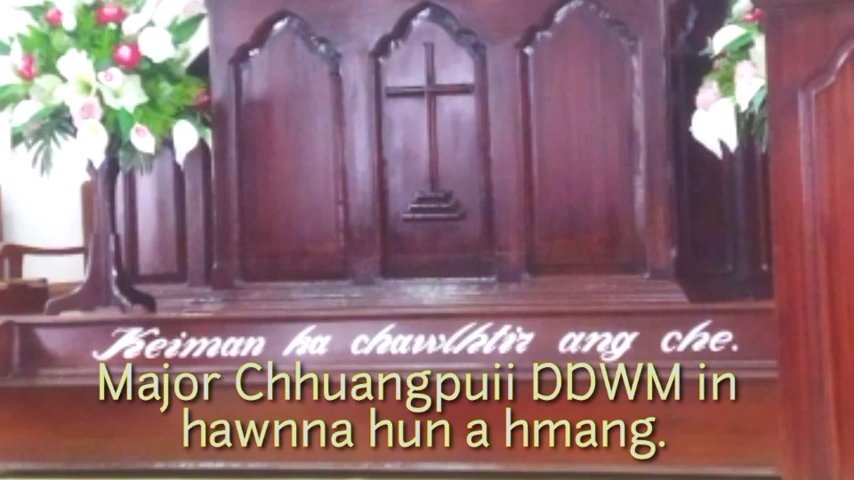 Keiman ka chawlhtir ang che.
Major Chhuangpuii DDWM in
hawnna hun a hmang.